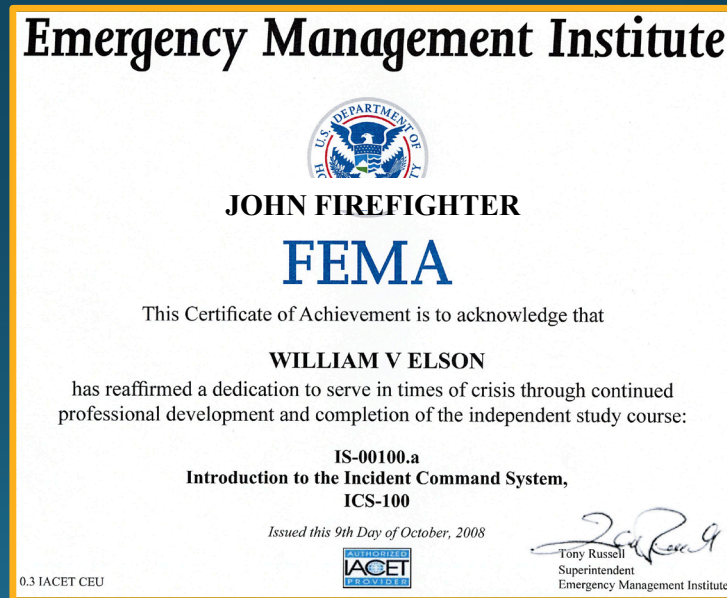 Emergency Management Institute
U.S. DEPARTMENT OF
JOHN FIREFIGHTER
FEMA
This Certificate of Achievement is to acknowledge that
WILLIAM V ELSON
has reaffirmed a dedication to serve in times of crisis through continued
professional development and completion of the independent study course:
IS-00100.a
Introduction to the Incident Command System,
ICS-100
Issued this 9th Day of October, 2008
Tony Russell
Superintendent
Emergency Management Institute
AUTHORIZED
IACET
PROVIDER
0.3 IACET CEU